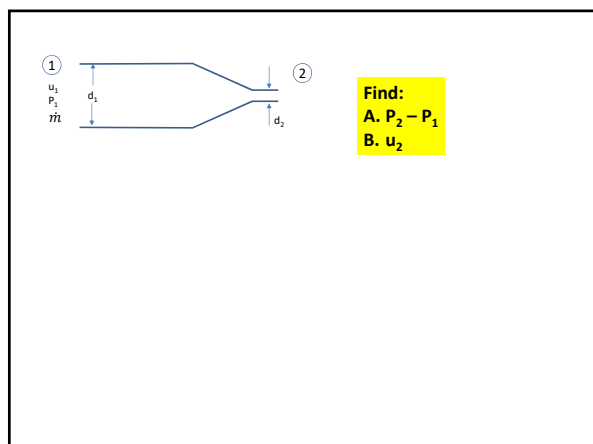 1
2
u₁
P₁
ṁ
d₁
d₂
Find:
A. P₂ – P₁
B. u₂